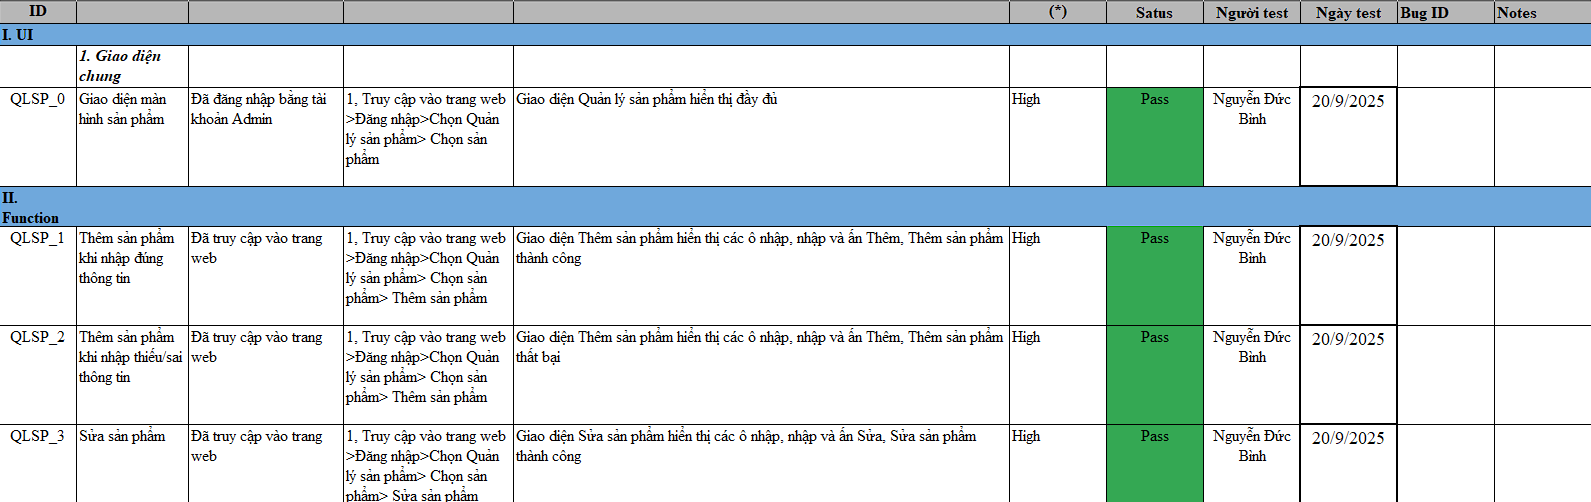 ID (*) Satus Người test Ngày test Bug ID Notes
I. UI
1. Giao diện
chung
QLSP_0 Giao diện màn Đã đăng nhập bằng tài 1, Truy cập vào trang web Giao diện Quản lý sản phẩm hiển thị đầy đủ High Pass Nguyễn Đức 20/9/2025
hình sản phẩm khoản Admin >Đăng nhập>Chọn Quản Bình
lý sản phẩm> Chọn sản
phẩm
II.
Function
QLSP_1 Thêm sản phẩm Đã truy cập vào trang 1, Truy cập vào trang web Giao diện Thêm sản phẩm hiển thị các ô nhập, nhập và ấn Thêm, Thêm sản phẩm High Pass Nguyễn Đức 20/9/2025
khi nhập đúng web >Đăng nhập>Chọn Quản thành công Bình
thông tin lý sản phẩm> Chọn sản
phẩm> Thêm sản phẩm
QLSP_2 Thêm sản phẩm Đã truy cập vào trang 1, Truy cập vào trang web Giao diện Thêm sản phẩm hiển thị các ô nhập, nhập và ấn Thêm, Thêm sản phẩm High Pass Nguyễn Đức 20/9/2025
khi nhập thiếu/sai web >Đăng nhập>Chọn Quản thất bại Bình
thông tin lý sản phẩm> Chọn sản
phẩm> Thêm sản phẩm
QLSP_3 Sửa sản phẩm Đã truy cập vào trang 1, Truy cập vào trang web Giao diện Sửa sản phẩm hiển thị các ô nhập, nhập và ấn Sửa, Sửa sản phẩm High Pass Nguyễn Đức 20/9/2025
web >Đăng nhập>Chọn Quản thành công Bình
lý sản phẩm> Chọn sản
phẩm> Sửa sản phẩm